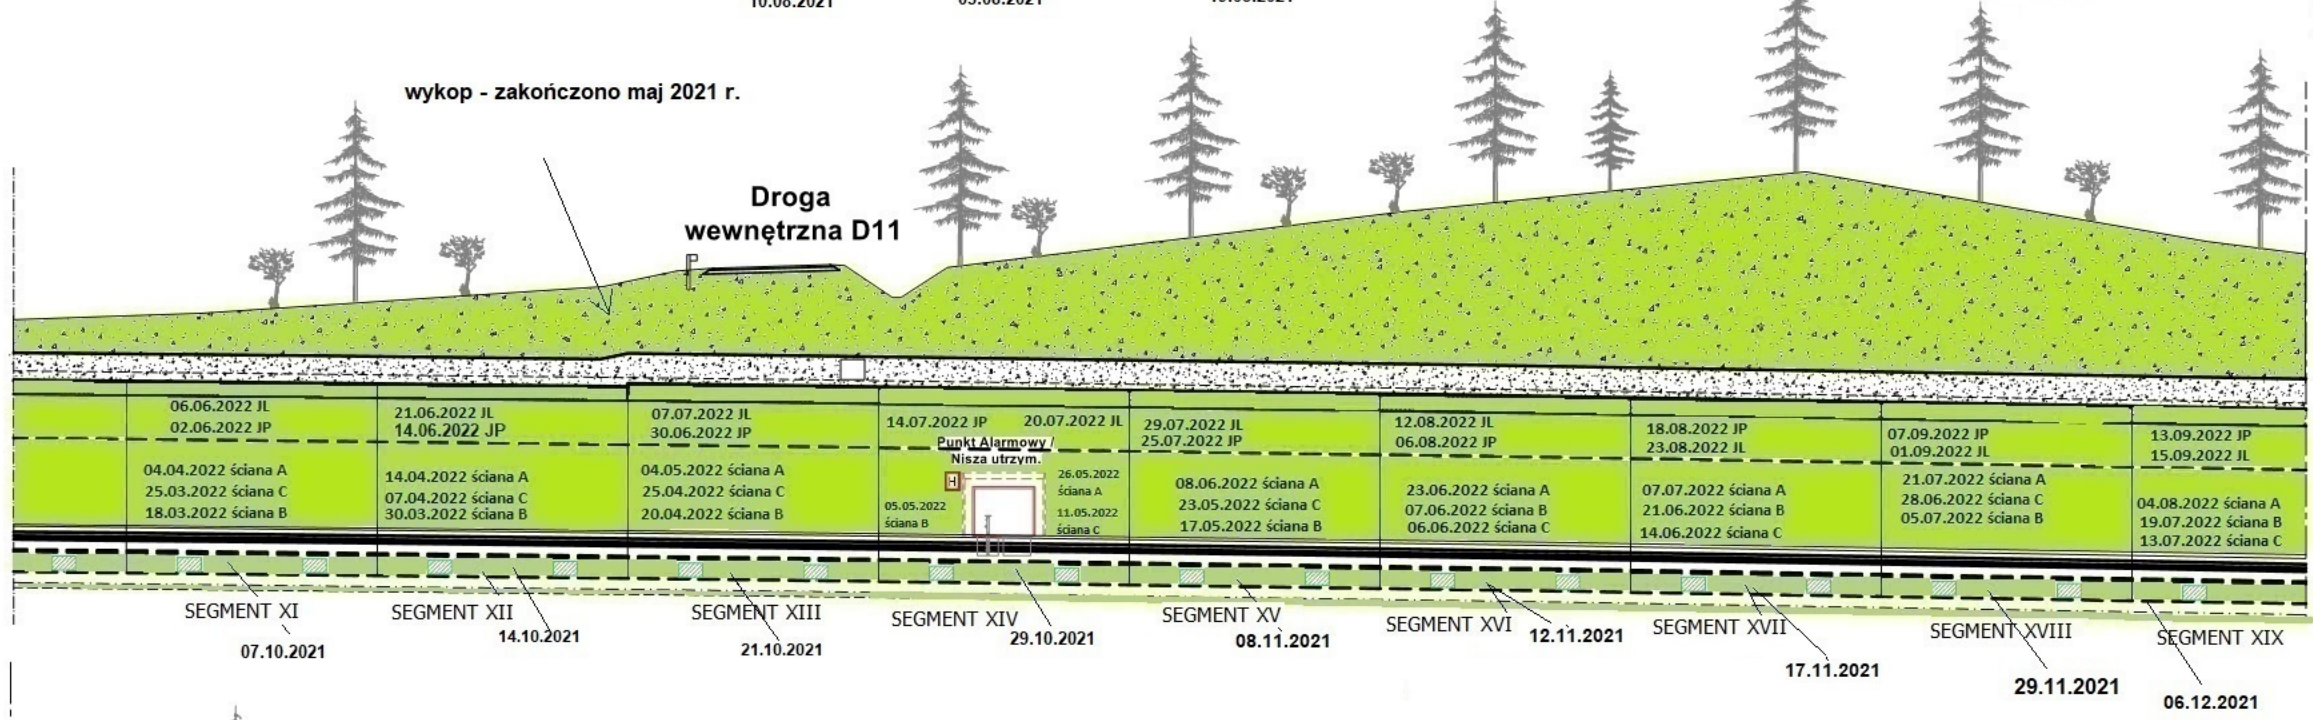 10.08.2021
wykop - zakończono maj 2021 r.
Droga
wewnętrzna D11
06.06.2022 JL
02.06.2022 JP
04.04.2022 ściana A
25.03.2022 ściana C
18.03.2022 ściana B
21.06.2022 JL
14.06.2022 JP
14.04.2022 ściana A
07.04.2022 ściana C
30.03.2022 ściana B
07.07.2022 JL
30.06.2022 JP
04.05.2022 ściana A
25.04.2022 ściana C
20.04.2022 ściana B
14.07.2022 JP
20.07.2022 JL
Punkt Alarmowy /
Nisza utrzym.
H
05.05.2022
ściana B
26.05.2022
ściana A
11.05.2022
ściana C
29.07.2022 JL
25.07.2022 JP
08.06.2022 ściana A
23.05.2022 ściana C
17.05.2022 ściana B
12.08.2022 JL
06.08.2022 JP
23.06.2022 ściana A
07.06.2022 ściana B
06.06.2022 ściana C
18.08.2022 JP
23.08.2022 JL
07.07.2022 ściana A
21.06.2022 ściana B
14.06.2022 ściana C
07.09.2022 JP
01.09.2022 JL
21.07.2022 ściana A
28.06.2022 ściana C
05.07.2022 ściana B
13.09.2022 JP
15.09.2022 JL
04.08.2022 ściana A
19.07.2022 ściana B
13.07.2022 ściana C
SEGMENT XI
SEGMENT XII
SEGMENT XIII
SEGMENT XIV
SEGMENT XV
SEGMENT XVI
SEGMENT XVII
SEGMENT XVIII
SEGMENT XIX
07.10.2021
14.10.2021
21.10.2021
29.10.2021
08.11.2021
12.11.2021
17.11.2021
29.11.2021
06.12.2021